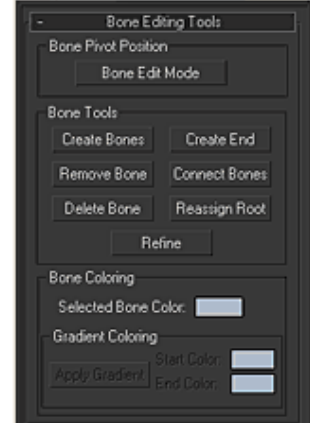 - Bone Editing Tools
Bone Pivot Position
Bone Edit Mode
Bone Tools
Create Bones Create End
Remove Bone Connect Bones
Delete Bone Reassign Root
Refine
Bone Coloring
Selected Bone Color:
Gradient Coloring
Apply Gradient Start Color:
End Color: